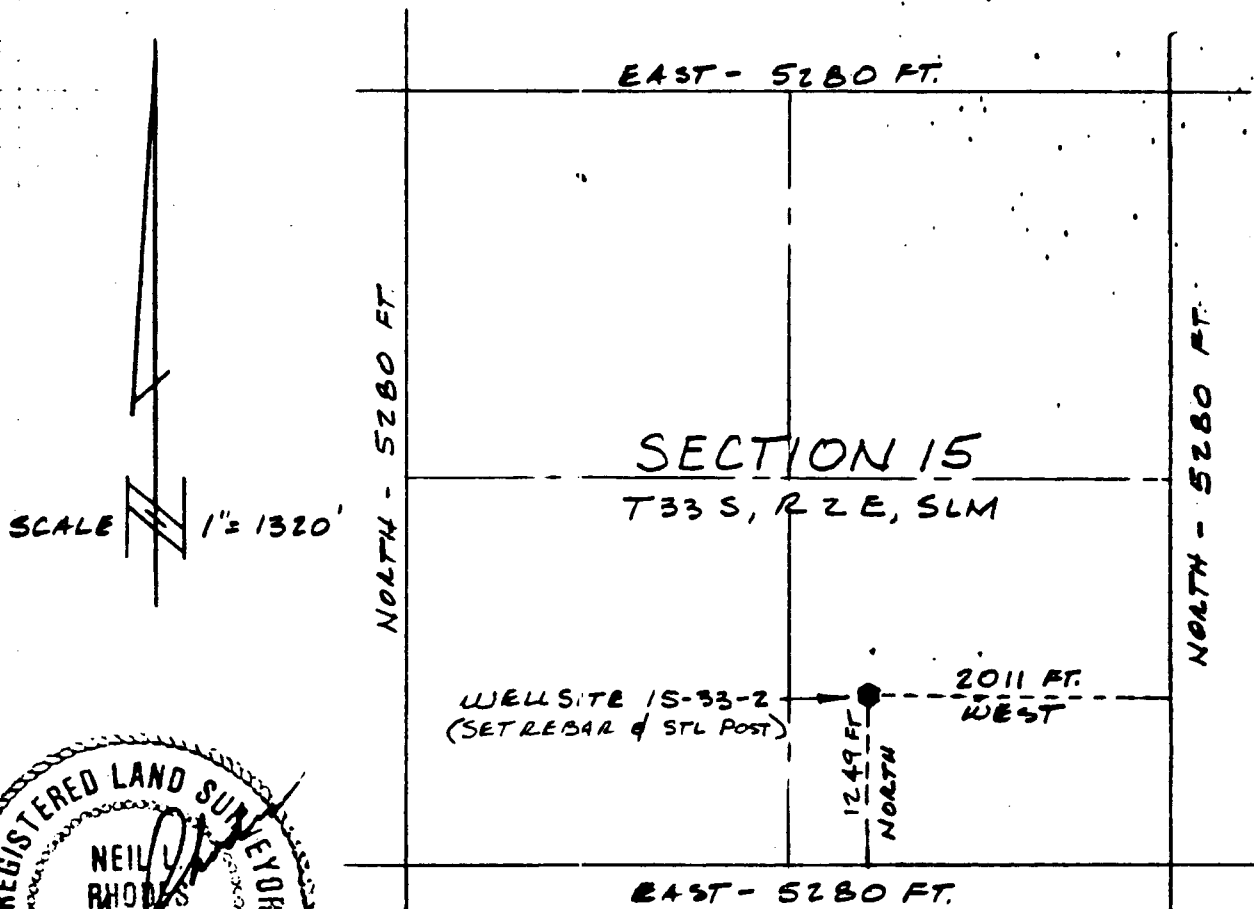 EAST - 5280 FT.
NORTH - 5280 FT.
NORTH - 5280 FT.
SECTION 15
T33 S, R 2 E, SLM
SCALE 1" = 1320'
WELLSITE 15-33-2
(SET REBAR & STL POST)
2011 FT.
WEST
1249 FT
NORTH
EAST - 5280 FT.
REGISTERED LAND SURVEYOR
NEIL
RHODES